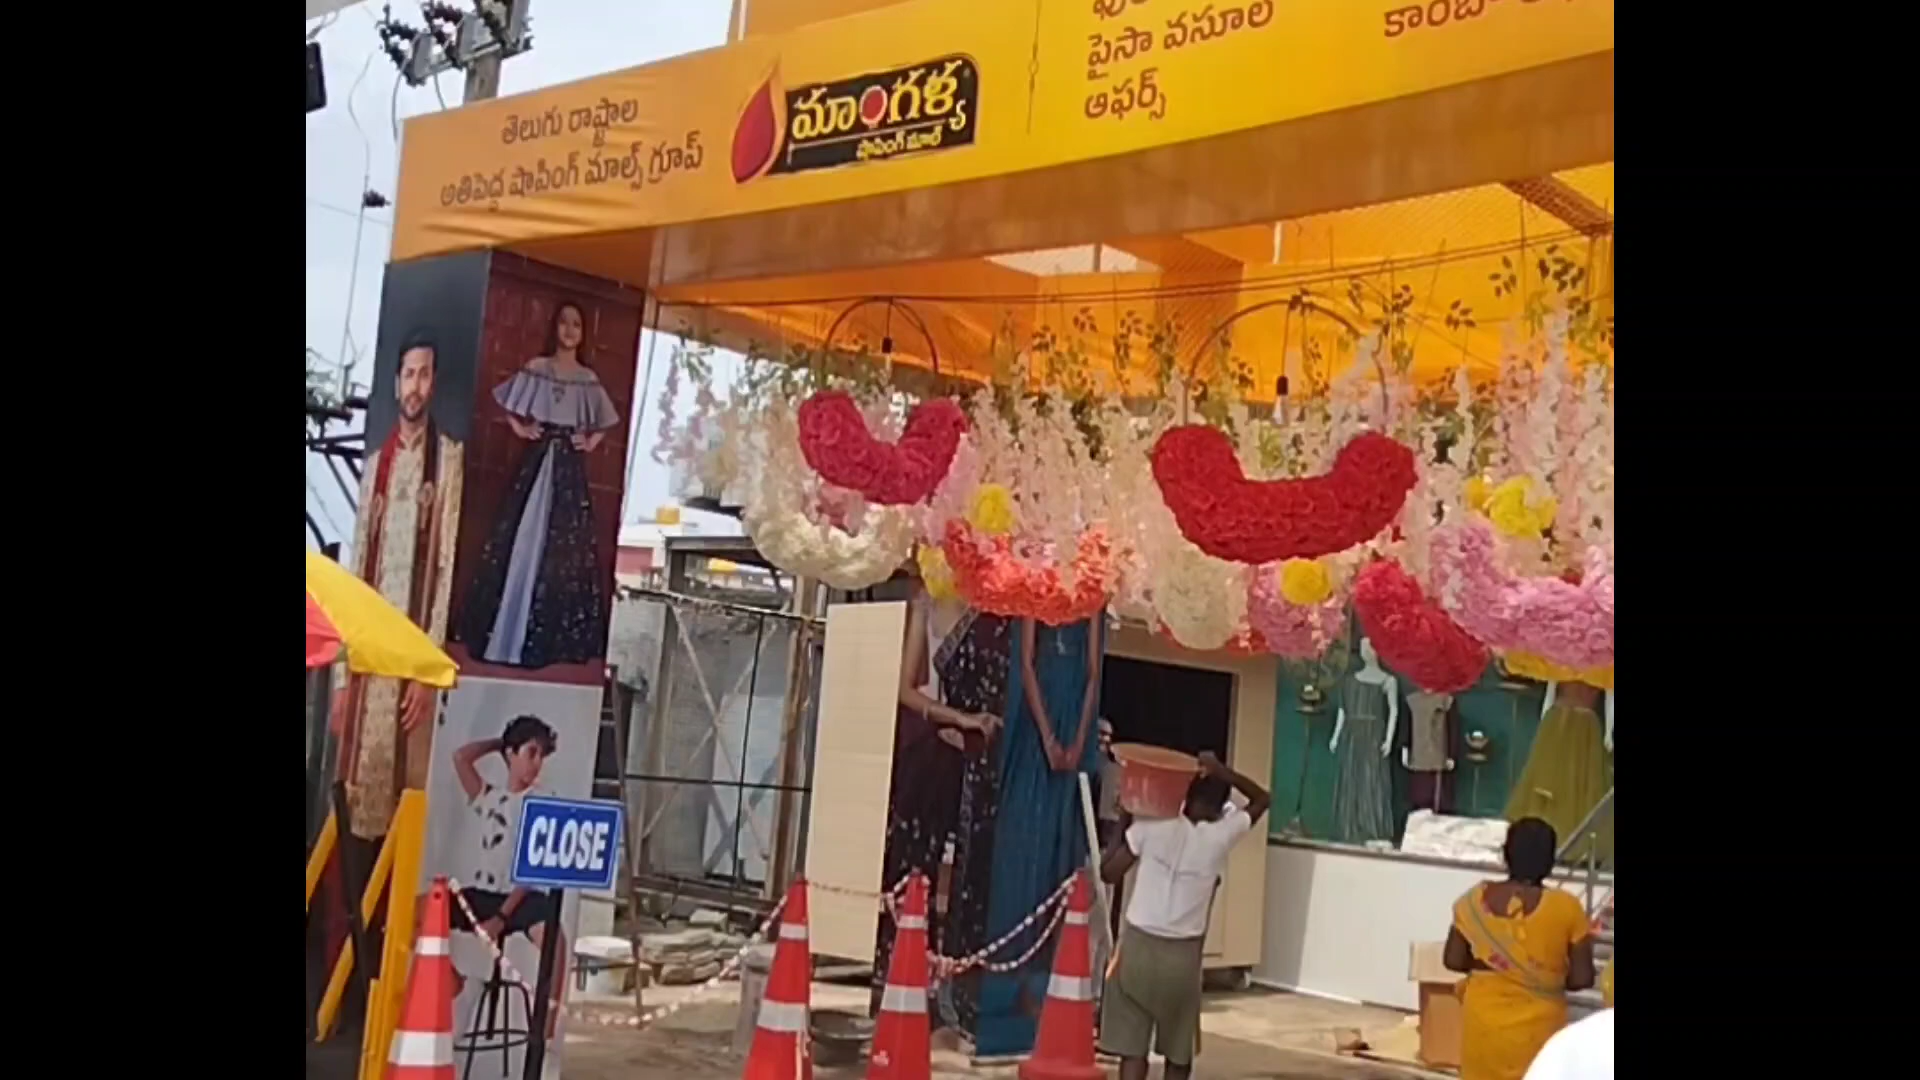 తెలుగు రాష్ట్రాల
అతిపెద్ద షాపింగ్ మాల్స్ గ్రూప్
మాంగళ్య
షాపింగ్ మాల్
పైసా వసూల్
ఆఫర్స్
CLOSE